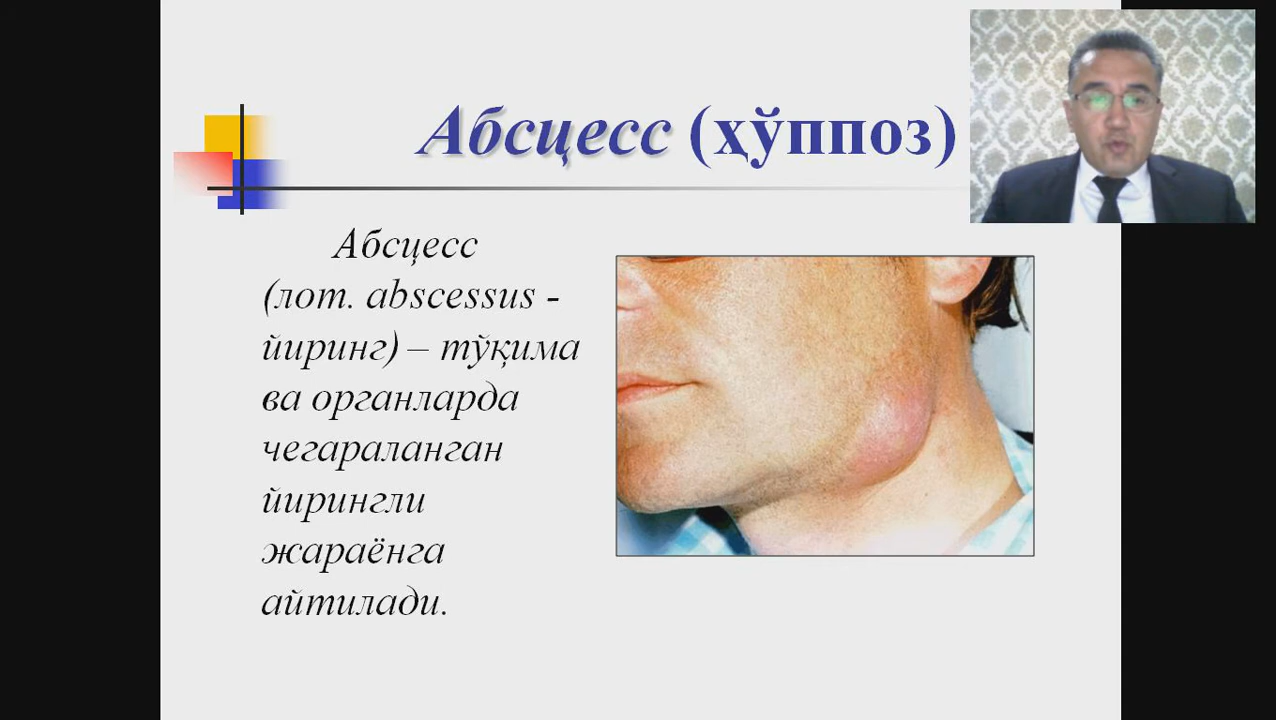 Абсцесс (ҳўппоз)
Абсцесс
(лот. abscessus -
йиринг) – тўқима
ва органларда
чегараланган
йирингли
жараёнга
айтилади.